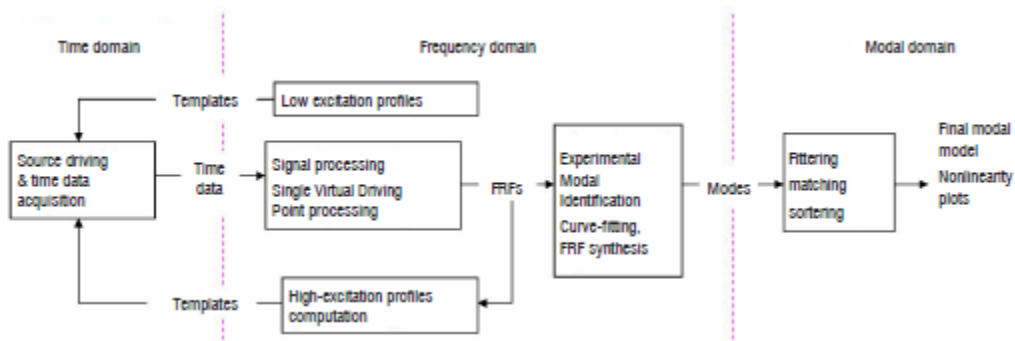 Time domain
Frequency domain
Modal domain
Templates
Low excitation profiles
Source driving
& time data
acquisition
Time
data
Signal processing
Single Virtual Driving
Point processing
FRFs
Experimental
Modal
Identification
Curve-fitting,
FRF synthesis
Modes
Fittering
matching
sortering
Final modal
model
Nonlinearity
plots
Templates
High-excitation profiles
computation